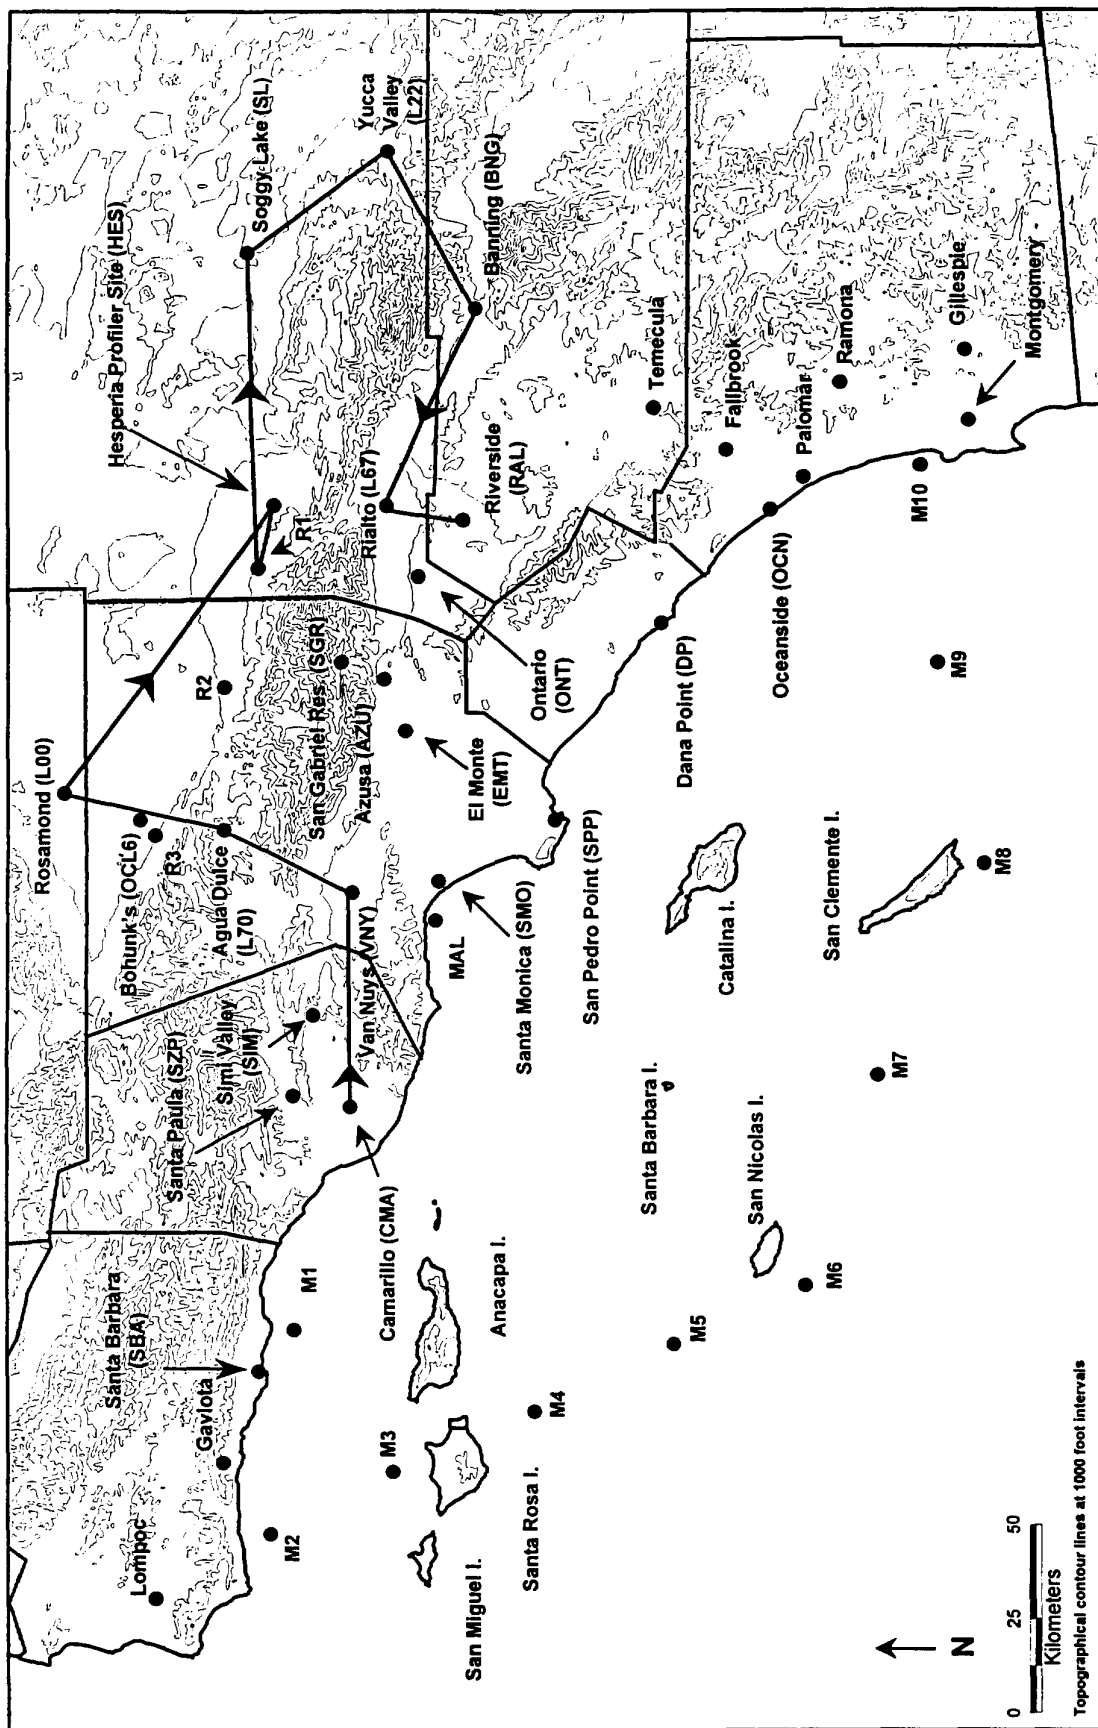 Rosamond (L00)
Bohunk's (OCL6)
R3
Agua Dulce
(L70)
R2
Hesperia Profiler Site (HES)
R1
Soggy Lake (SL)
Yucca
Valley
(L22)
Banning (BNG)
Rialto (L67)
Riverside
(RAL)
San Gabriel Res. (SGR)
Azusa (AZU)
El Monte
(EMT)
Ontario
(ONT)
Lompoc
Gaviota
Santa Barbara
(SBA)
Santa Paula (SZP)
Simi Valley
(SIM)
Van Nuys (VNY)
Camarillo (CMA)
MAL
Santa Monica (SMO)
San Pedro Point (SPP)
Dana Point (DP)
Oceanside (OCN)
Temecula
Fallbrook
Palomar
Ramona
Gillespie
Montgomery
M1
M2
M3
M4
M5
M6
M7
M8
M9
M10
San Miguel I.
Santa Rosa I.
Anacapa I.
Santa Barbara I.
San Nicolas I.
Catalina I.
San Clemente I.
N
0 25 50
Kilometers
Topographical contour lines at 1000 foot intervals